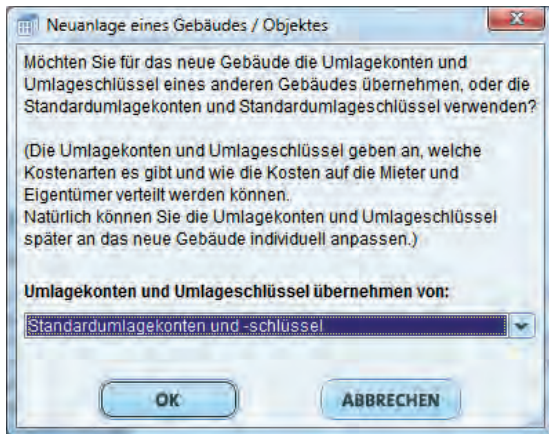 Neuanlage eines Gebäudes / Objektes
Möchten Sie für das neue Gebäude die Umlagekonten und
Umlageschlüssel eines anderen Gebäudes übernehmen, oder die
Standardumlagekonten und Standardumlageschlüssel verwenden?
(Die Umlagekonten und Umlageschlüssel geben an, welche
Kostenarten es gibt und wie die Kosten auf die Mieter und
Eigentümer verteilt werden können.
Natürlich können Sie die Umlagekonten und Umlageschlüssel
später an das neue Gebäude individuell anpassen.)
Umlagekonten und Umlageschlüssel übernehmen von:
Standardumlagekonten und -schlüssel
OK ABBRECHEN